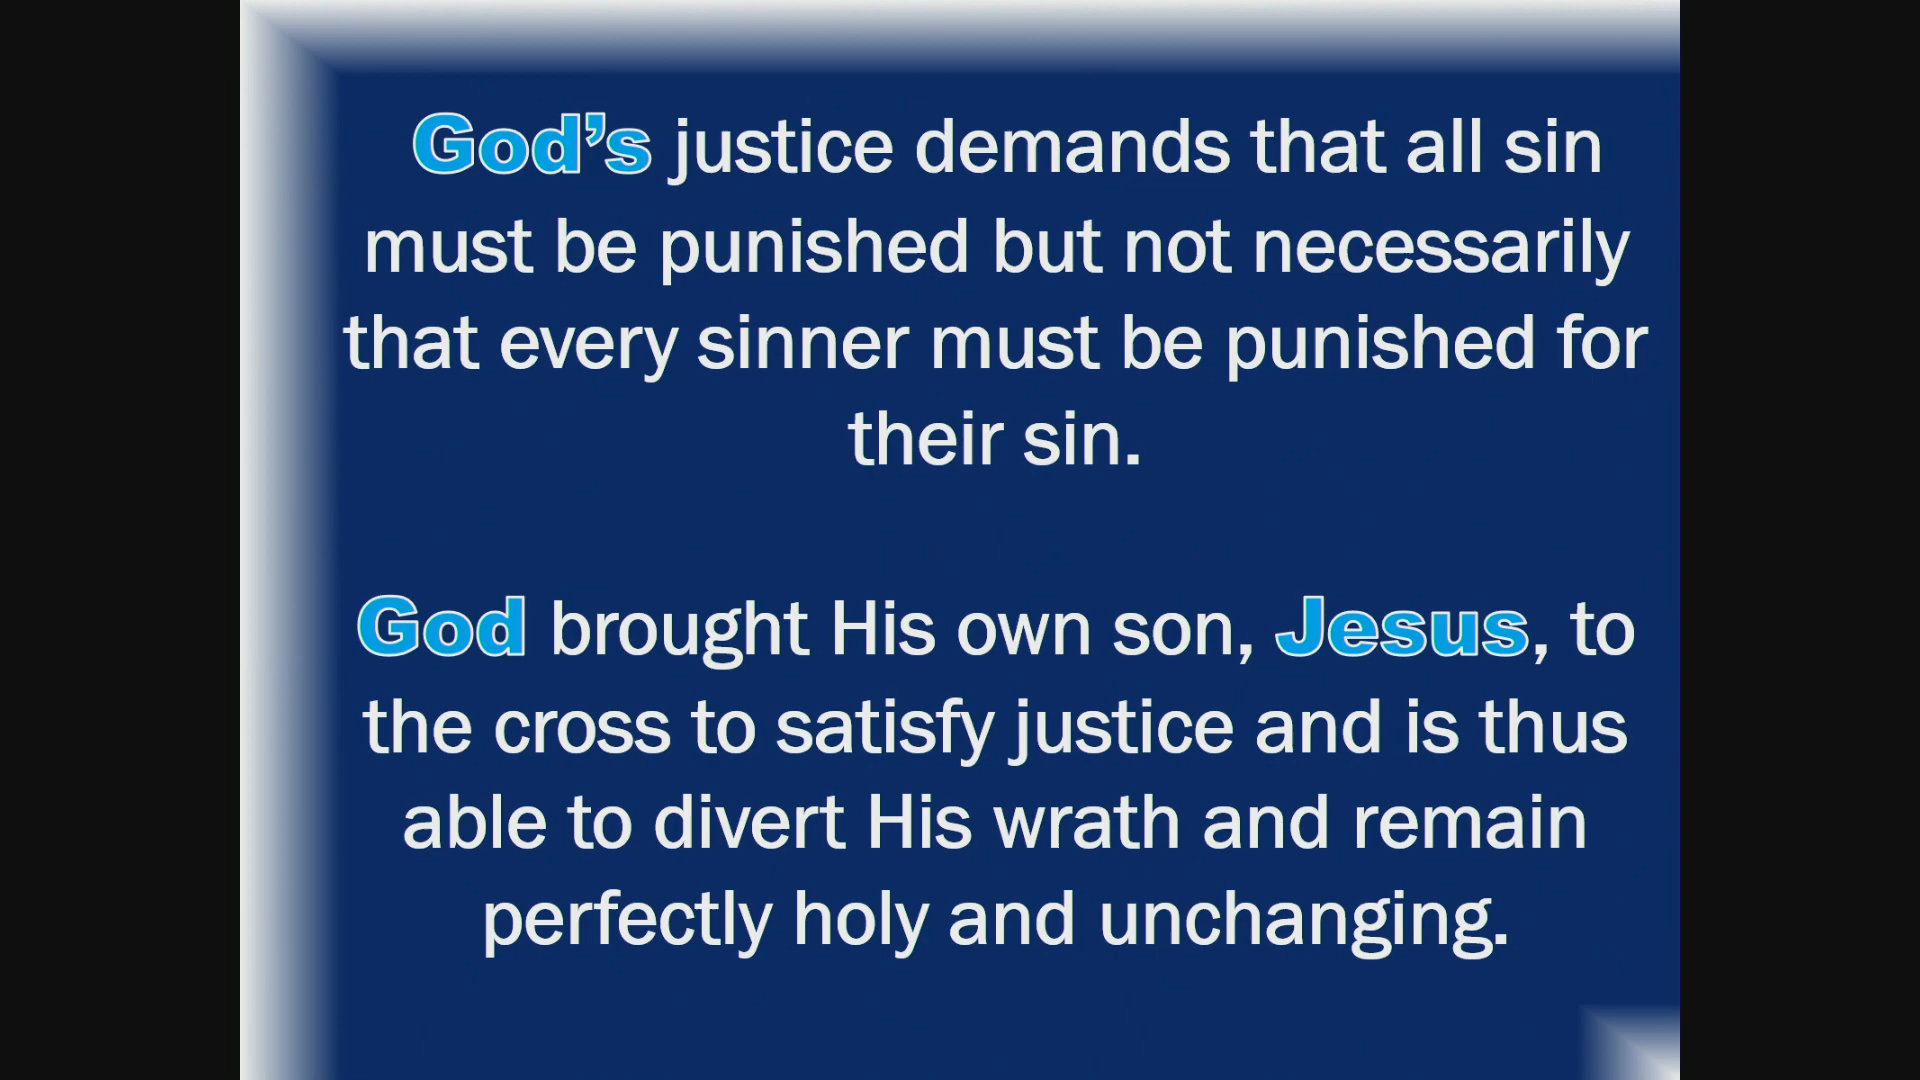 God’s justice demands that all sin
must be punished but not necessarily
that every sinner must be punished for
their sin.
God brought His own son, Jesus, to
the cross to satisfy justice and is thus
able to divert His wrath and remain
perfectly holy and unchanging.